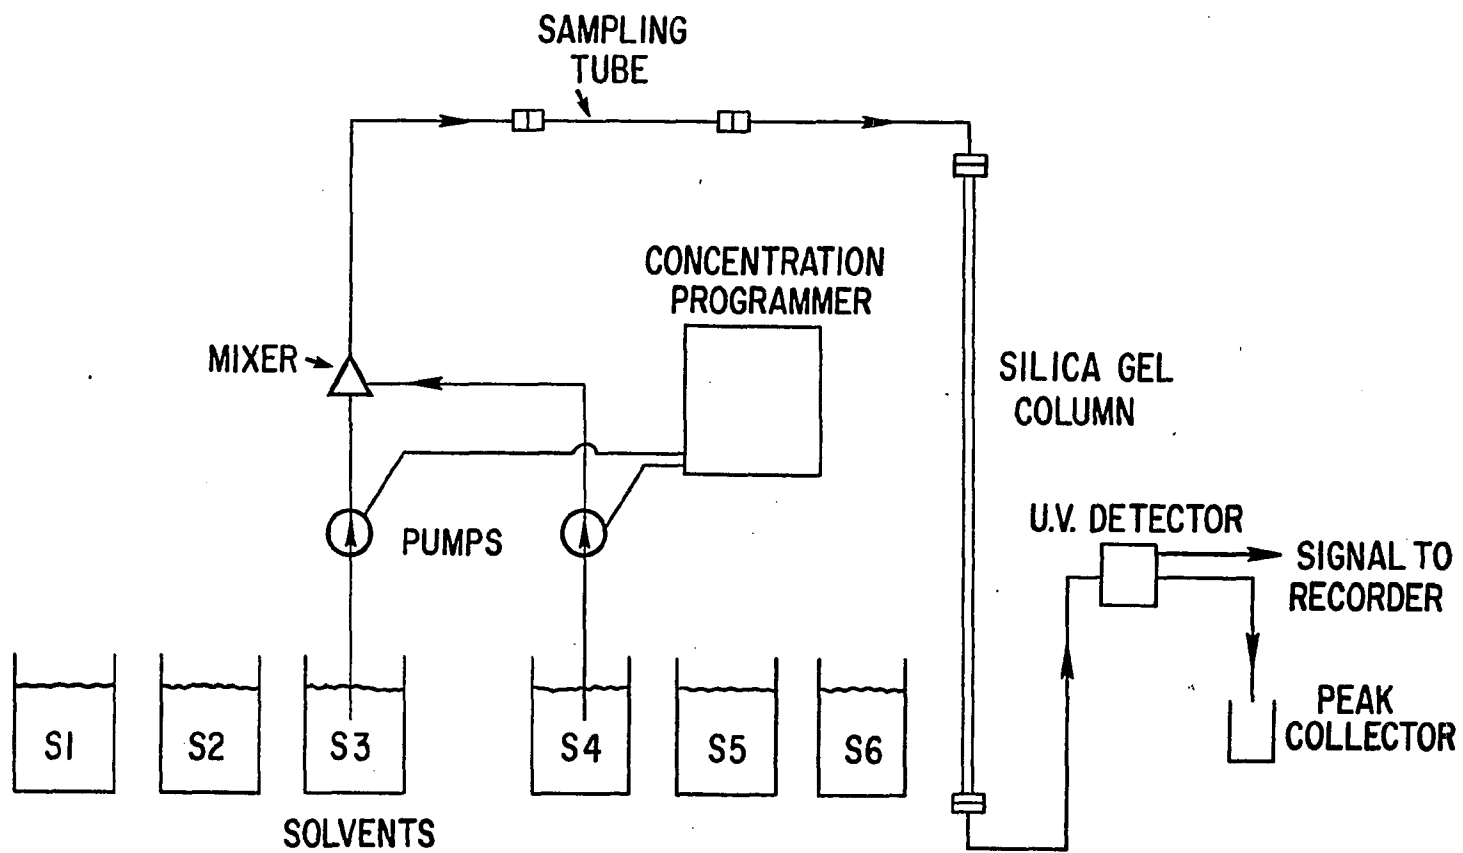 SAMPLING
TUBE
CONCENTRATION
PROGRAMMER
MIXER
SILICA GEL
COLUMN
PUMPS
U.V. DETECTOR
SIGNAL TO
RECORDER
PEAK
COLLECTOR
S1
S2
S3
S4
S5
S6
SOLVENTS